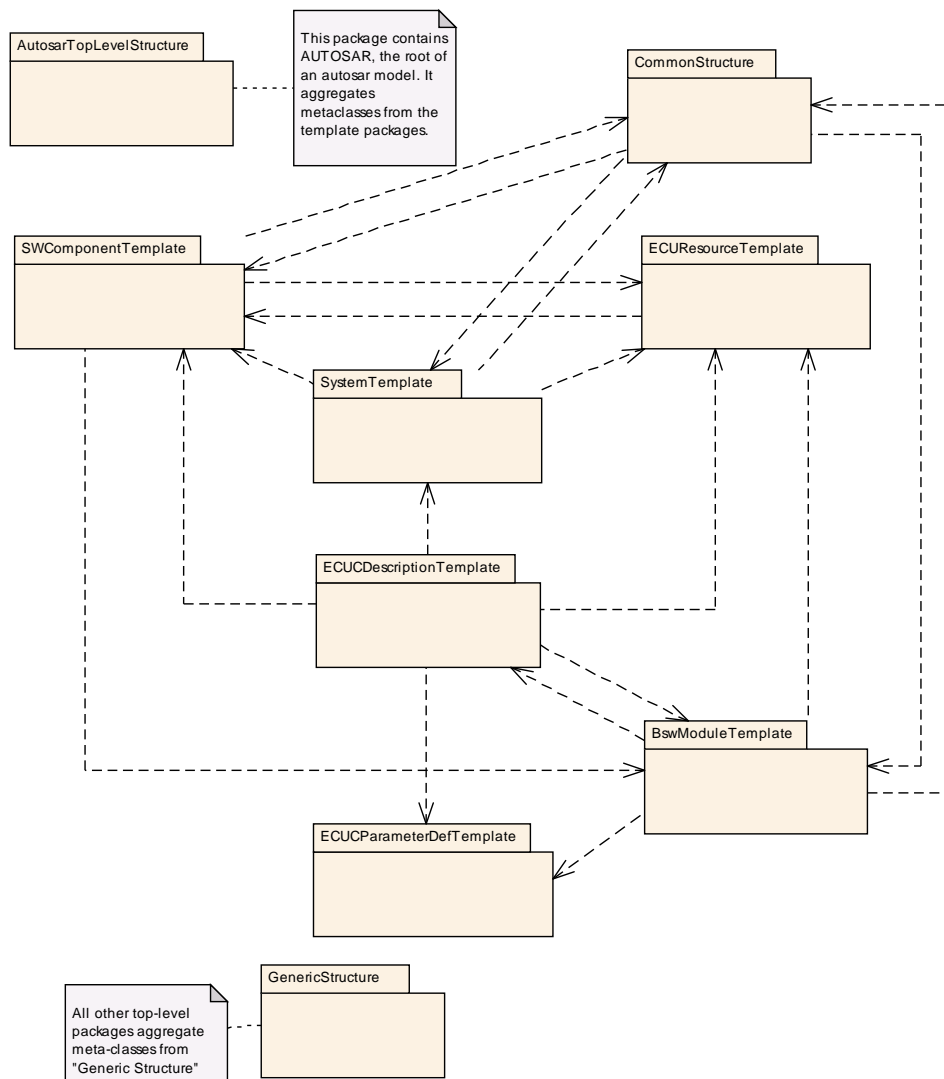 AutosarTopLevelStructure
This package contains
AUTOSAR, the root of
an autosar model. It
aggregates
metaclasses from the
template packages.
CommonStructure
SWComponentTemplate
ECUResourceTemplate
SystemTemplate
ECUCDescriptionTemplate
BswModuleTemplate
ECUCParameterDefTemplate
GenericStructure
All other top-level
packages aggregate
meta-classes from
"Generic Structure"